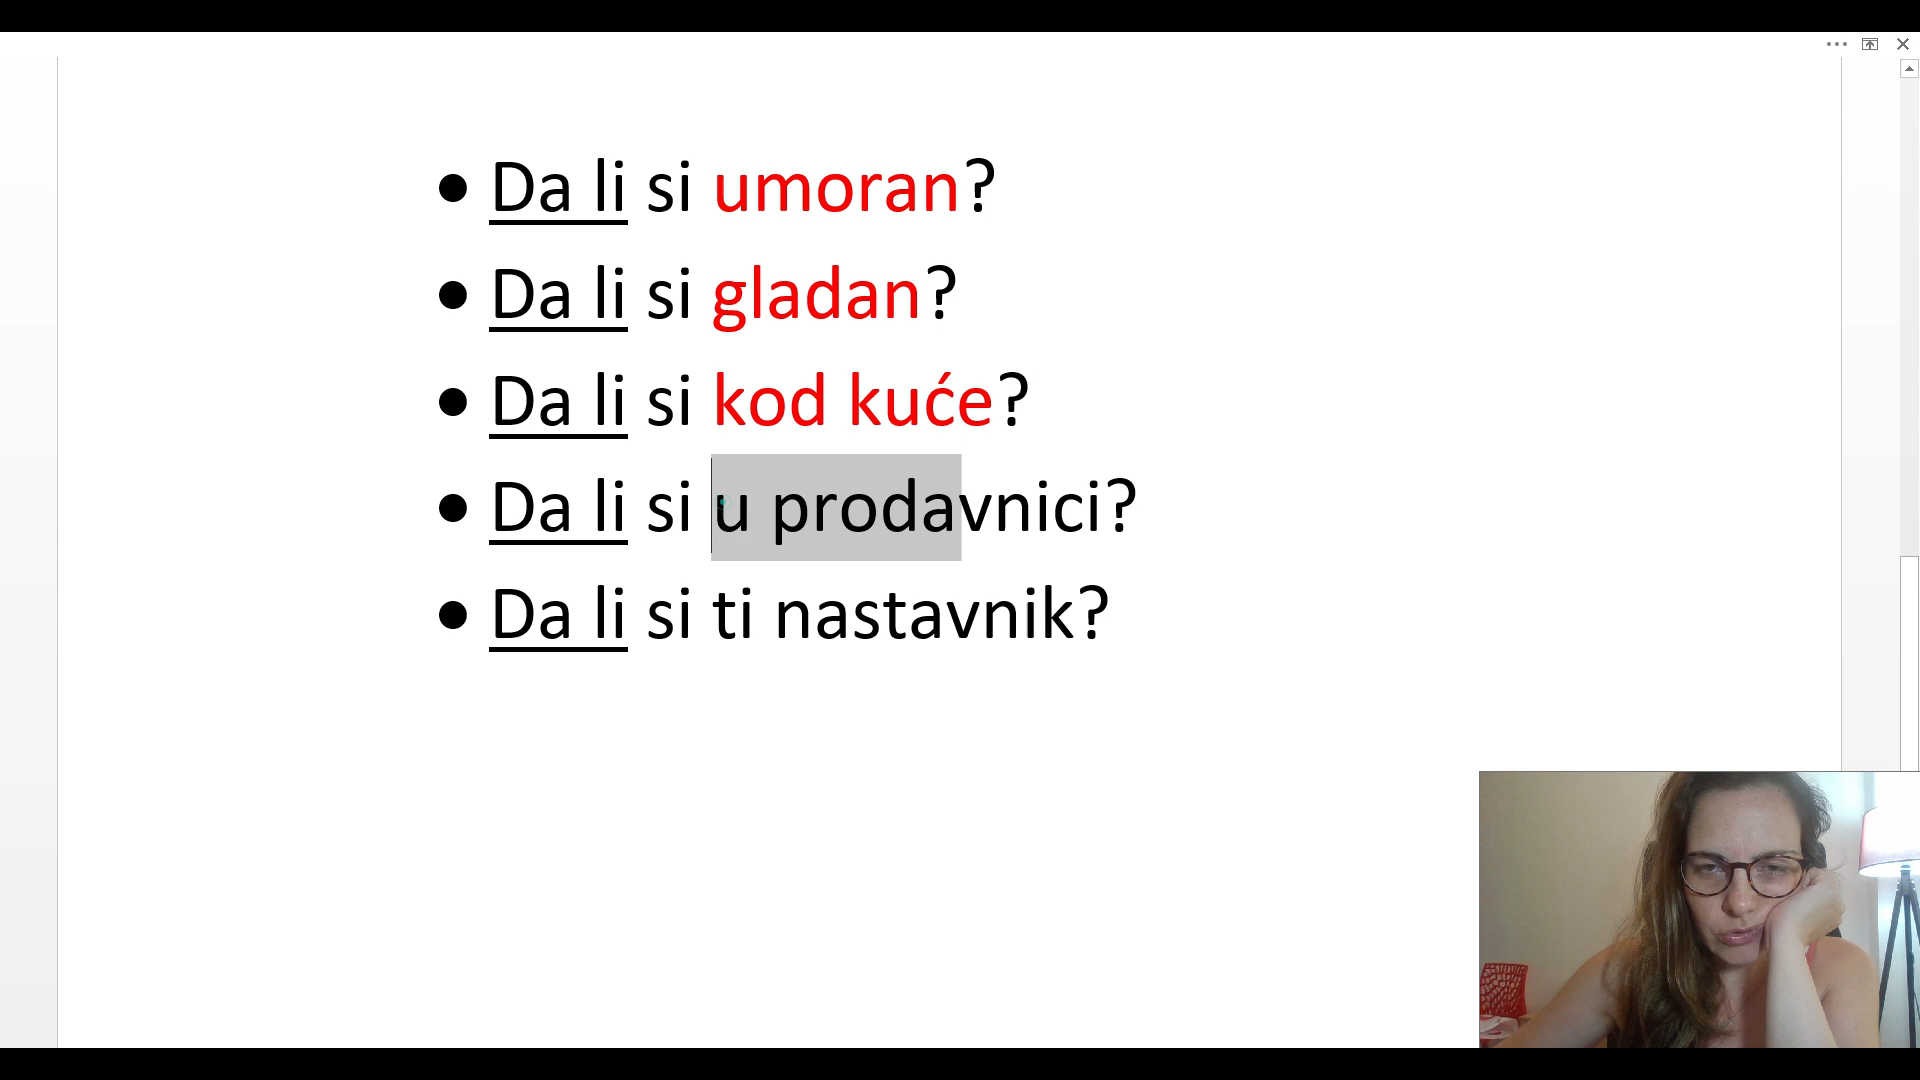 • Da li si umoran?
• Da li si gladan?
• Da li si kod kuće?
• Da li si u prodavnici?
• Da li si ti nastavnik?